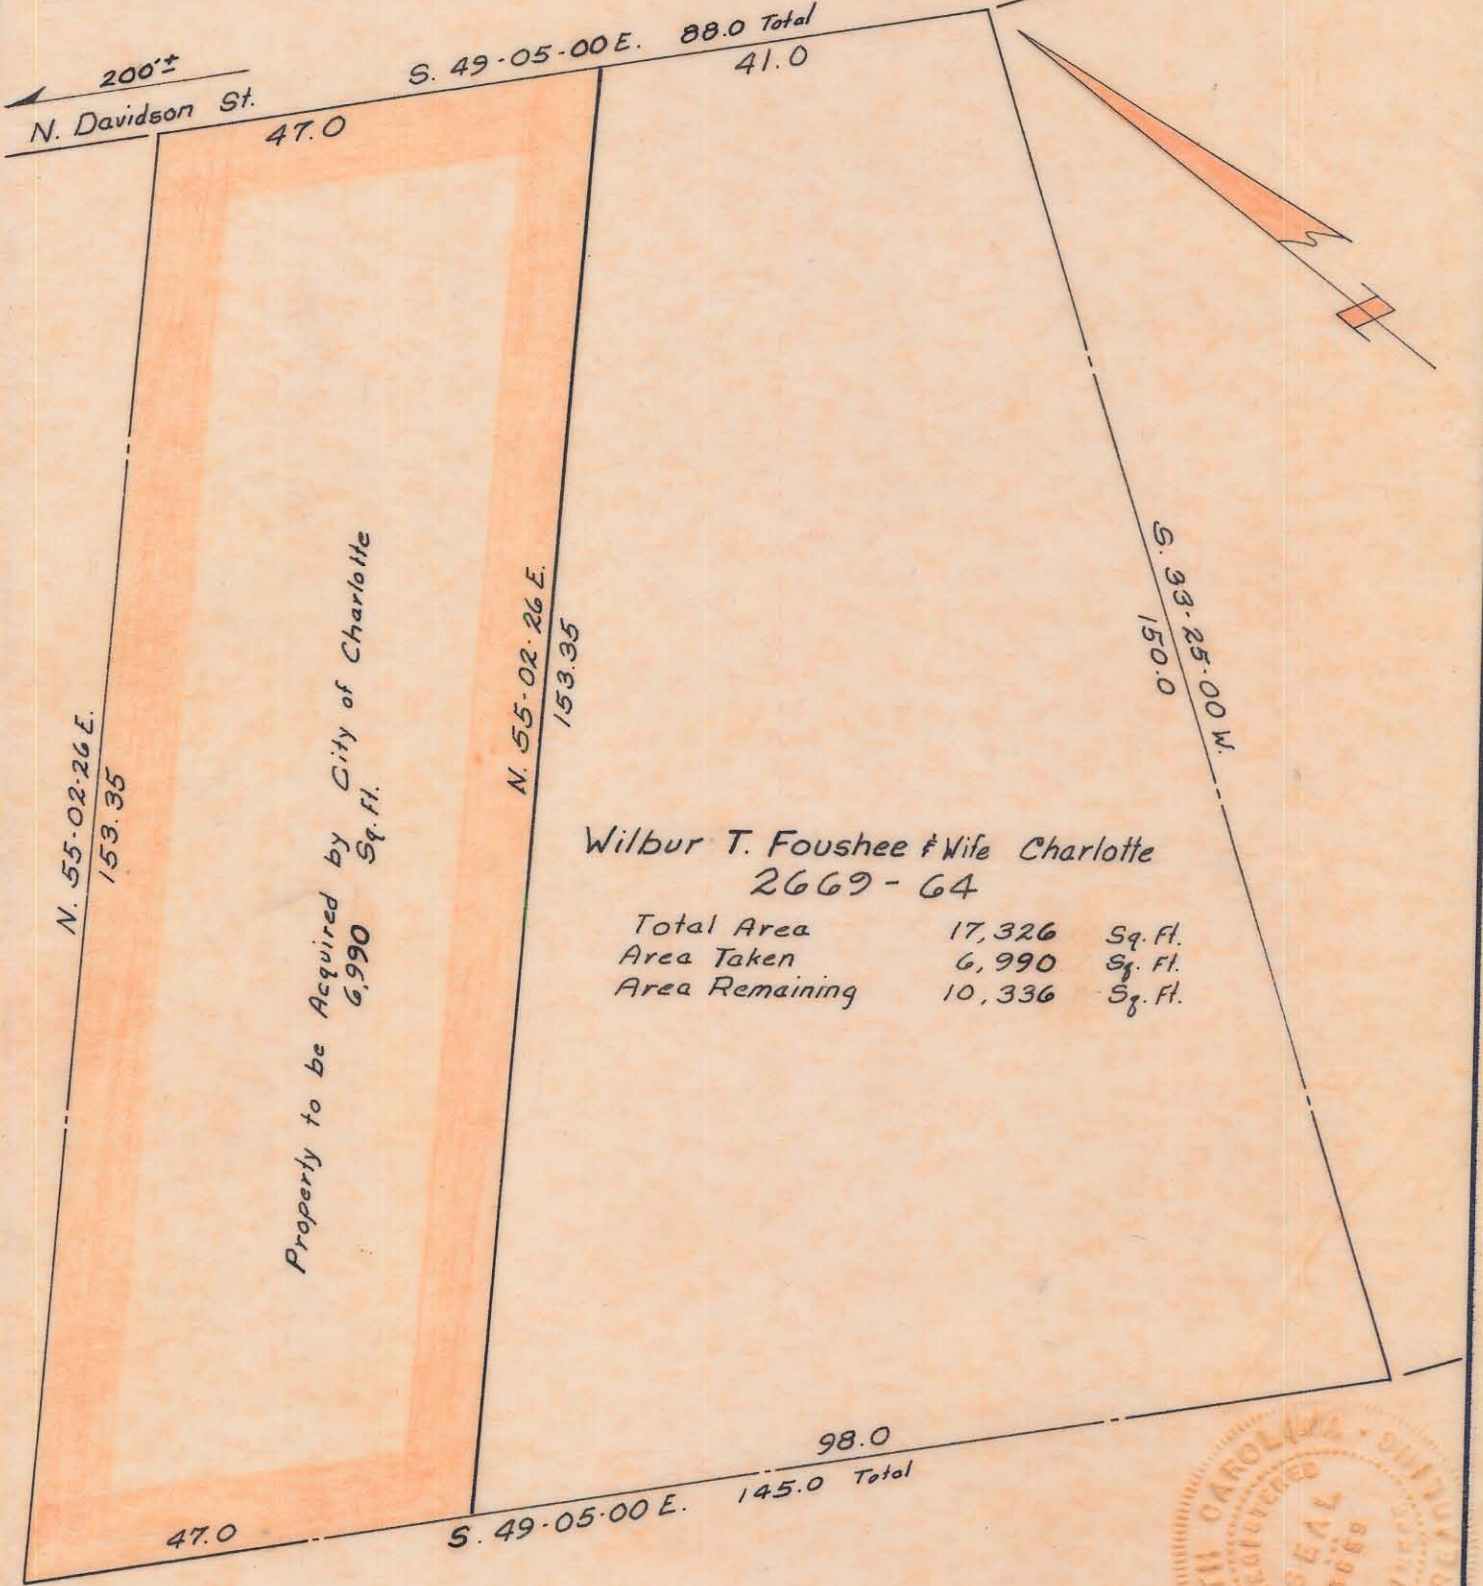 200'±
N. Davidson St.
S. 49-05-00 E. 88.0 Total
47.0
41.0
N. 55-02-26 E.
153.35
Property to be Acquired by City of Charlotte
6,990 Sq. Ft.
N. 55-02-26 E.
153.35
S. 33-25-00 W.
150.0
Wilbur T. Foushee & Wife Charlotte
2669-64
Total Area 17,326 Sq. Ft.
Area Taken 6,990 Sq. Ft.
Area Remaining 10,336 Sq. Ft.
98.0
47.0
S. 49-05-00 E. 145.0 Total
SEAL